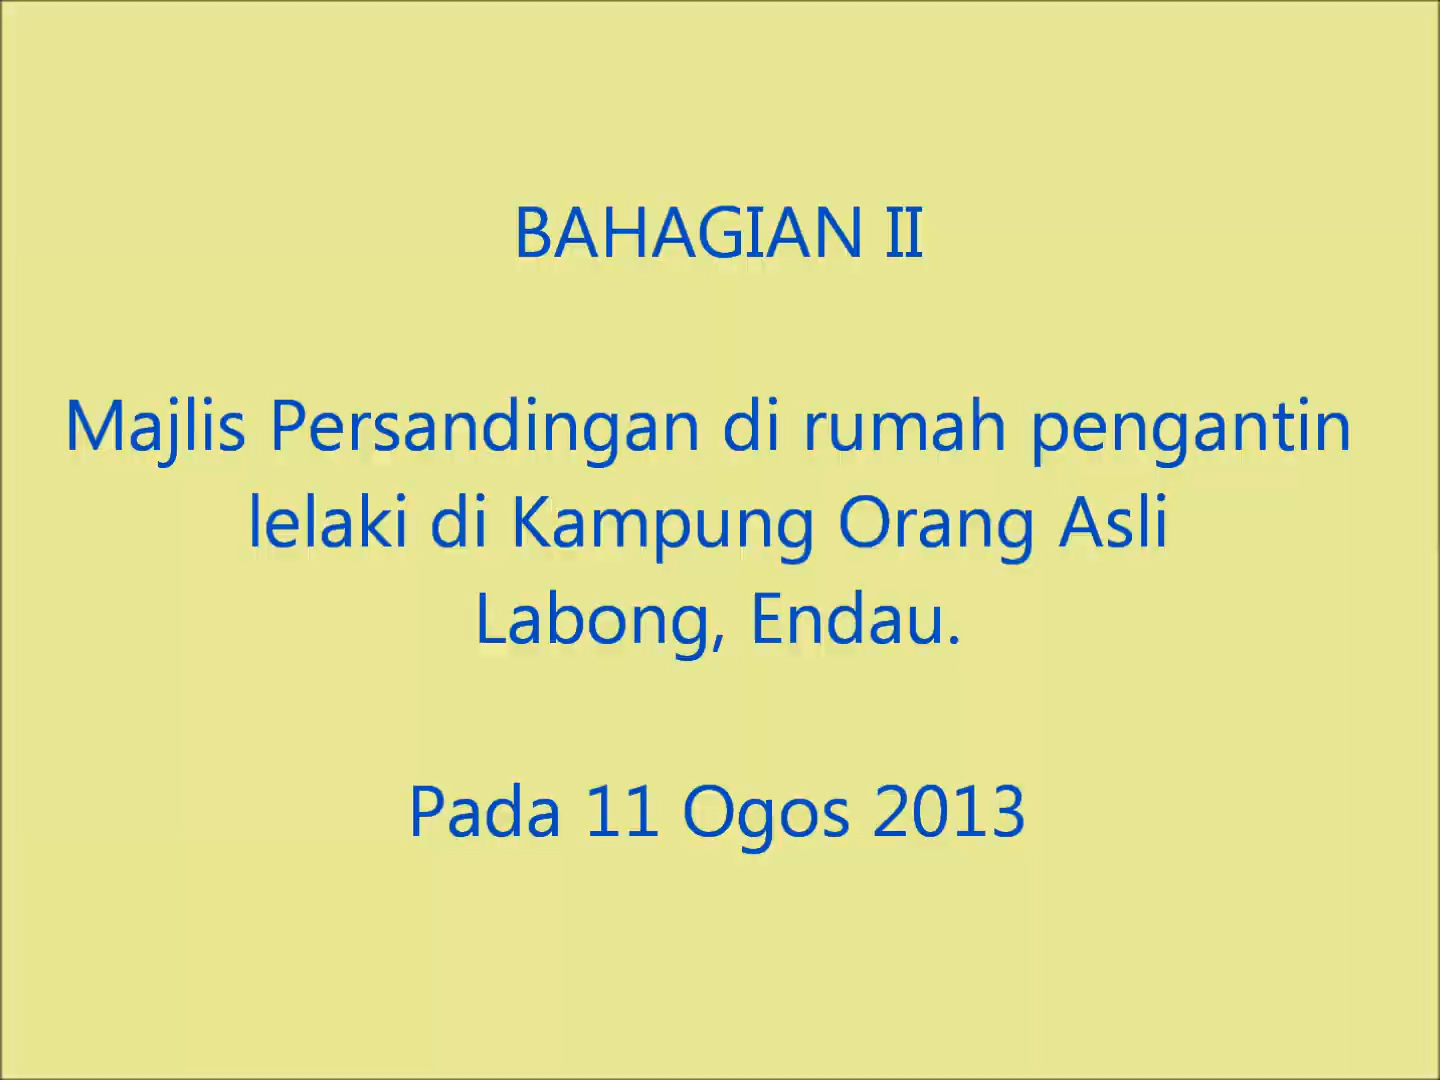 BAHAGIAN II
Majlis Persandingan di rumah pengantin
lelaki di Kampung Orang Asli
Labong, Endau.
Pada 11 Ogos 2013